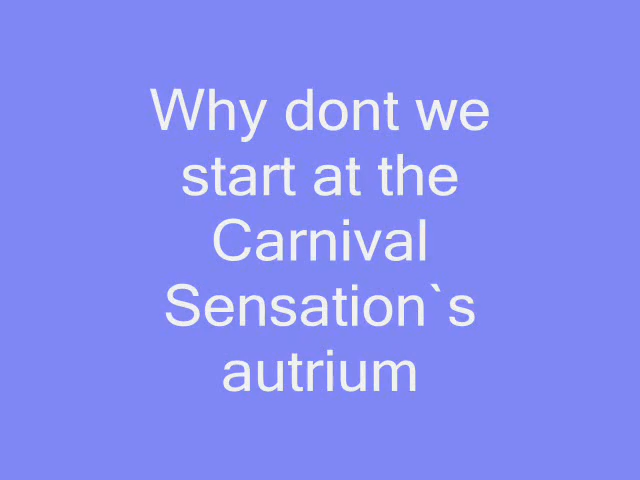 Why dont we
start at the
Carnival
Sensation`s
autrium